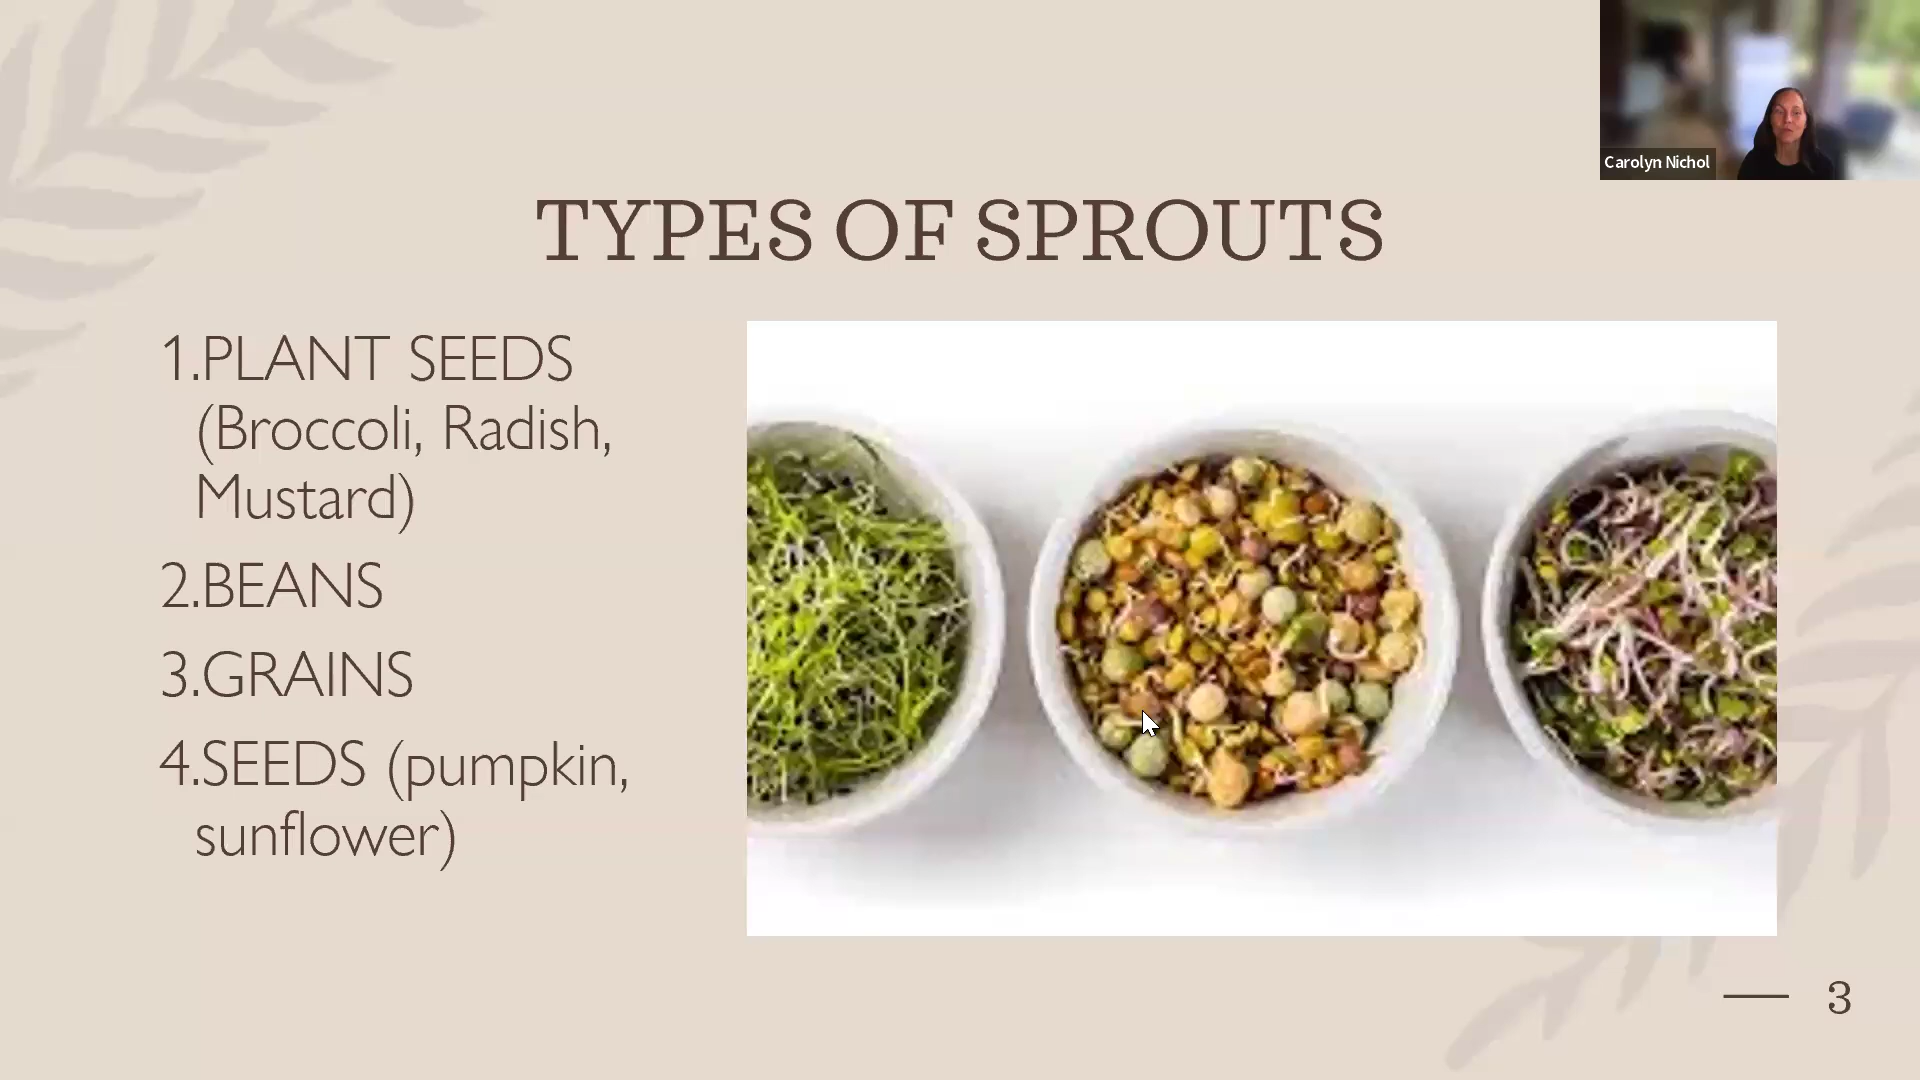 Carolyn Nichol
TYPES OF SPROUTS
1.PLANT SEEDS
(Broccoli, Radish,
Mustard)
2.BEANS
3.GRAINS
4.SEEDS (pumpkin,
sunflower)
3